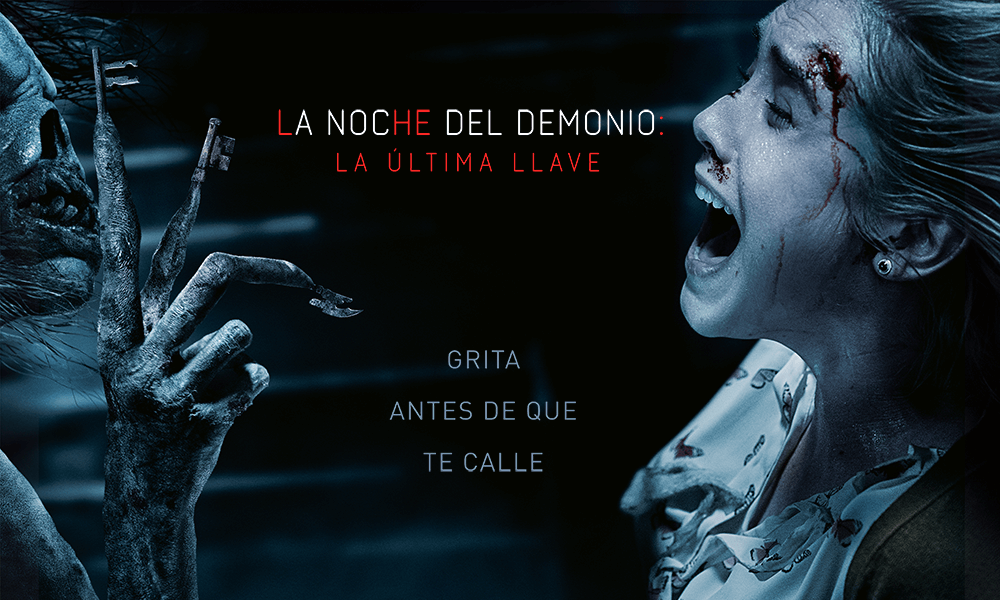 LA NOCHE DEL DEMONIO:
LA ÚLTIMA LLAVE
GRITA
ANTES DE QUE
TE CALLE